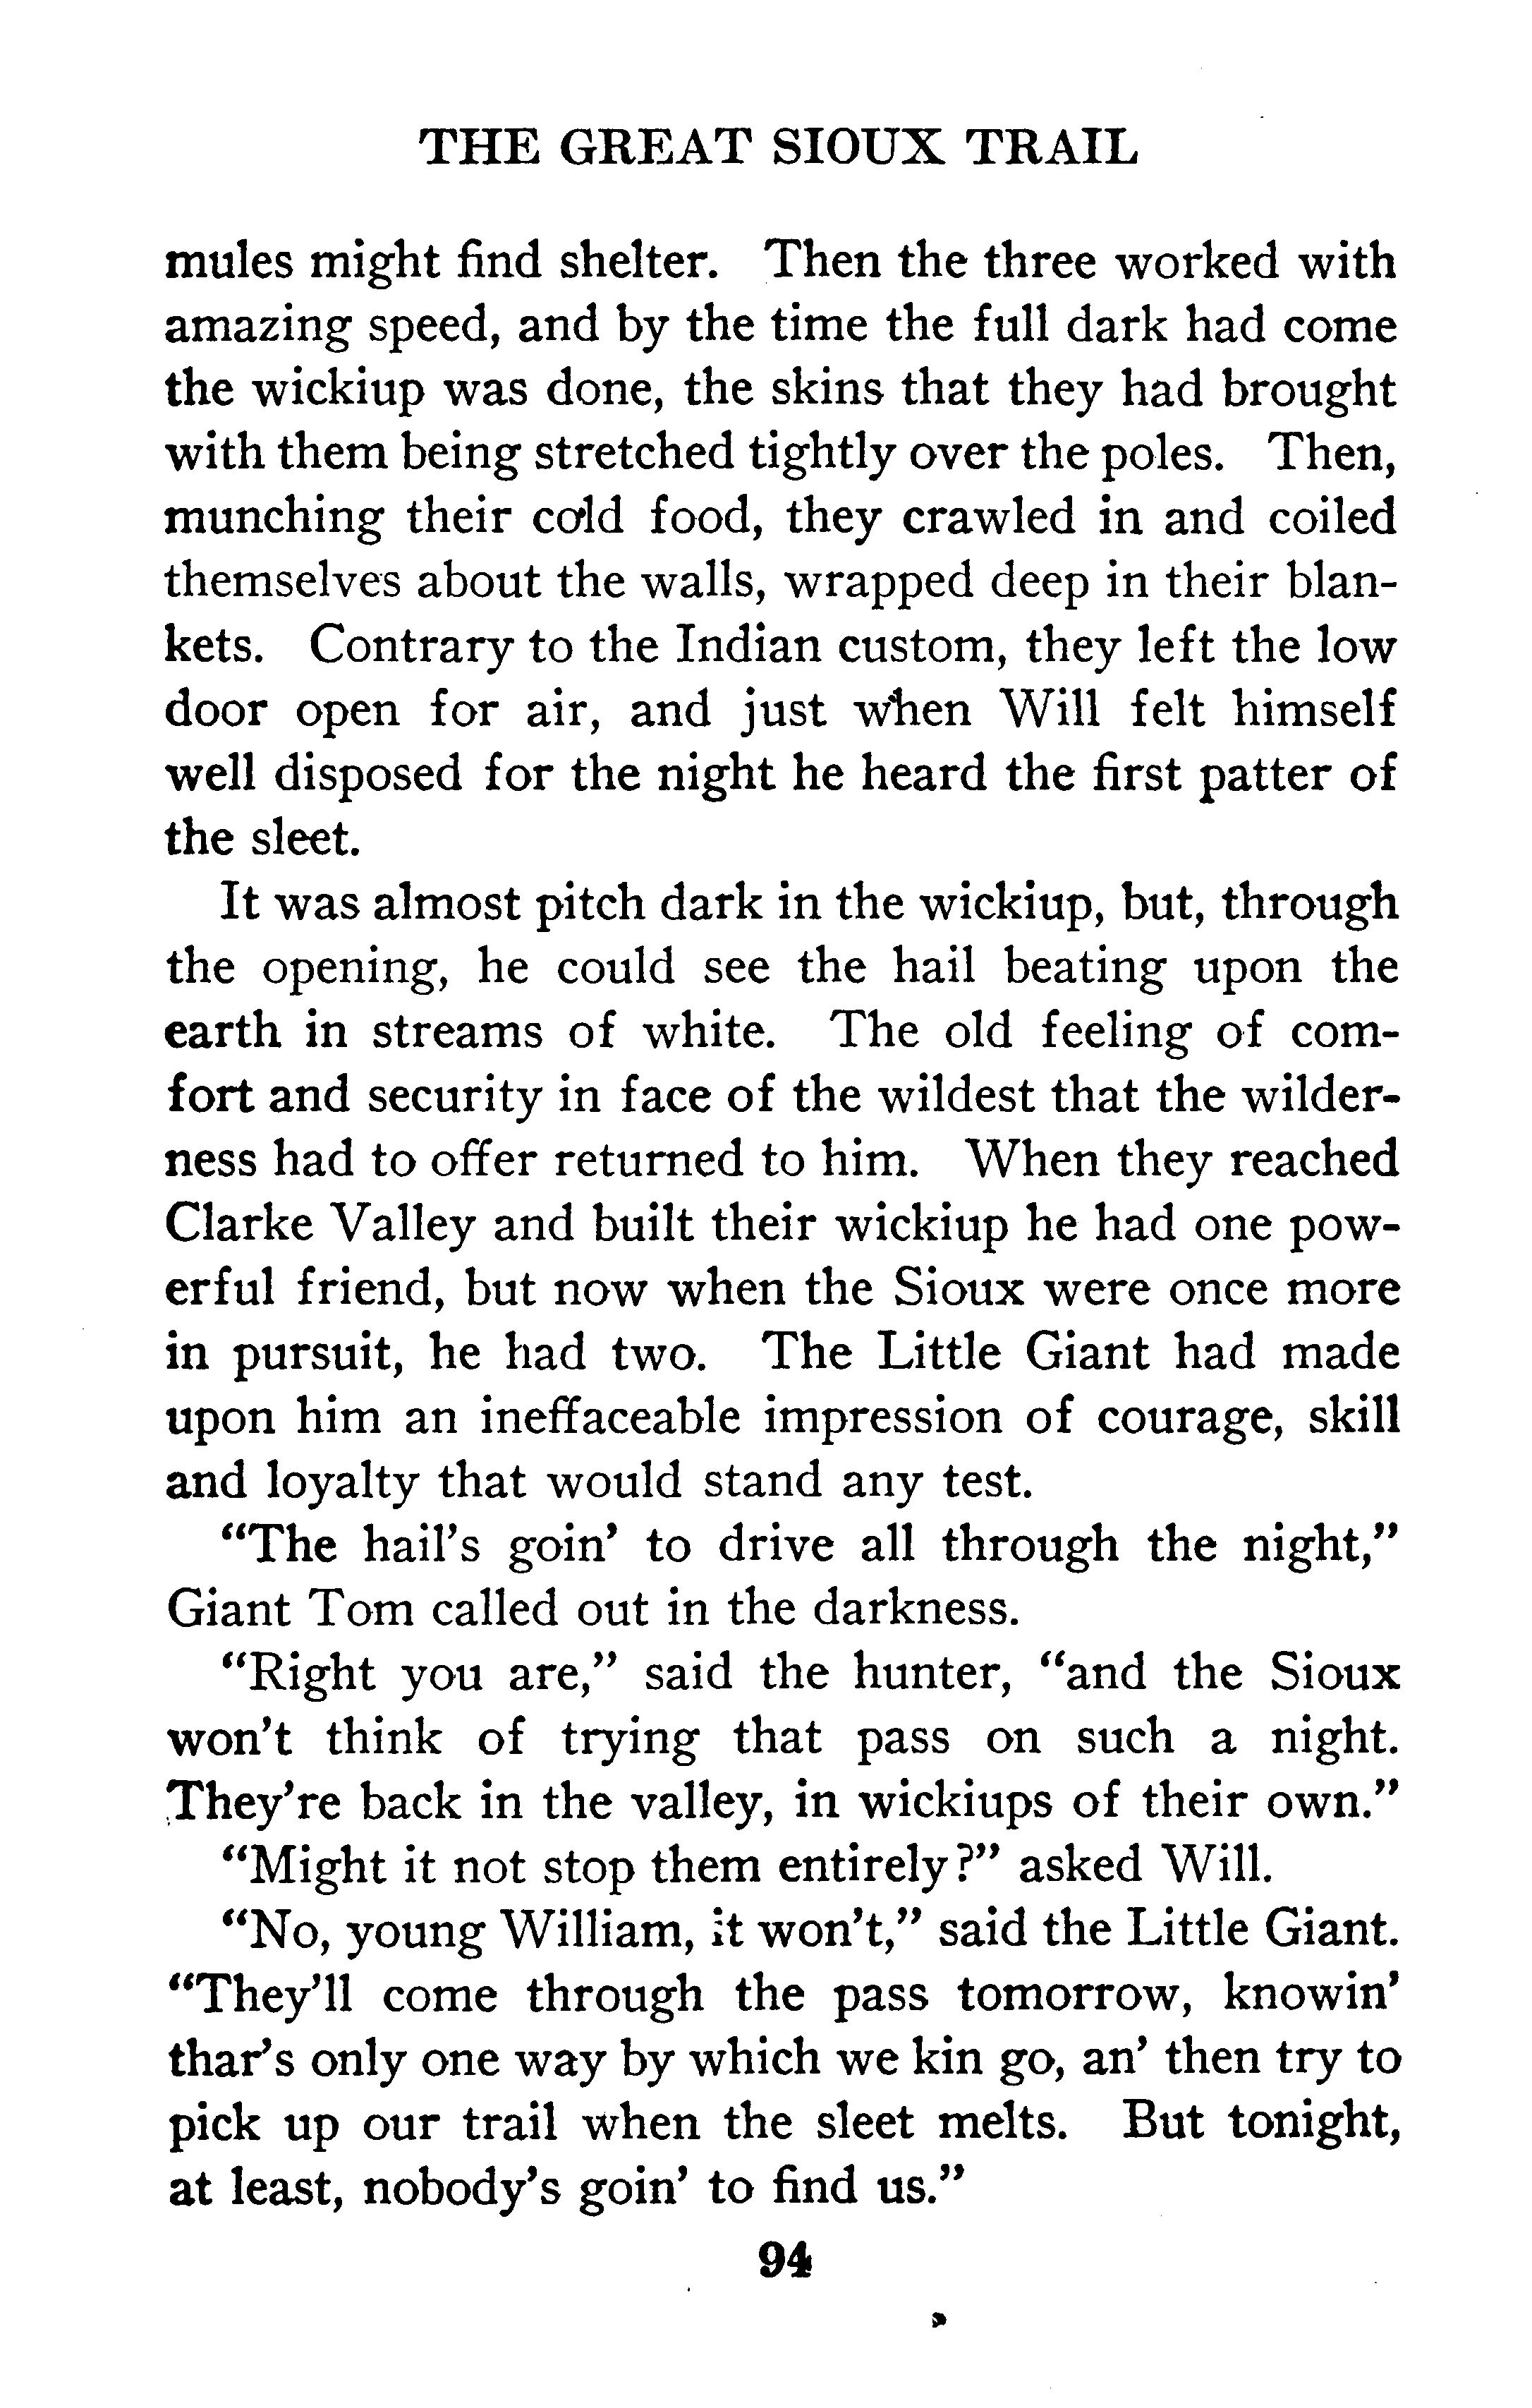 THE GREAT SIOUX TRAIL
mules might find shelter. Then the three worked with
amazing speed, and by the time the full dark had come
the wickiup was done, the skins that they had brought
with them being stretched tightly over the poles. Then,
munching their cold food, they crawled in and coiled
themselves about the walls, wrapped deep in their blan-
kets. Contrary to the Indian custom, they left the low
door open for air, and just when Will felt himself
well disposed for the night he heard the first patter of
the sleet.
It was almost pitch dark in the wickiup, but, through
the opening, he could see the hail beating upon the
earth in streams of white. The old feeling of com-
fort and security in face of the wildest that the wilder-
ness had to offer returned to him. When they reached
Clarke Valley and built their wickiup he had one pow-
erful friend, but now when the Sioux were once more
in pursuit, he had two. The Little Giant had made
upon him an ineffaceable impression of courage, skill
and loyalty that would stand any test.
"The hail's goin' to drive all through the night,"
Giant Tom called out in the darkness.
"Right you are," said the hunter, "and the Sioux
won't think of trying that pass on such a night.
They're back in the valley, in wickiups of their own."
"Might it not stop them entirely?" asked Will.
"No, young William, it won't," said the Little Giant.
"They'll come through the pass tomorrow, knowin'
thar's only one way by which we kin go, an' then try to
pick up our trail when the sleet melts. But tonight,
at least, nobody's goin' to find us."
94